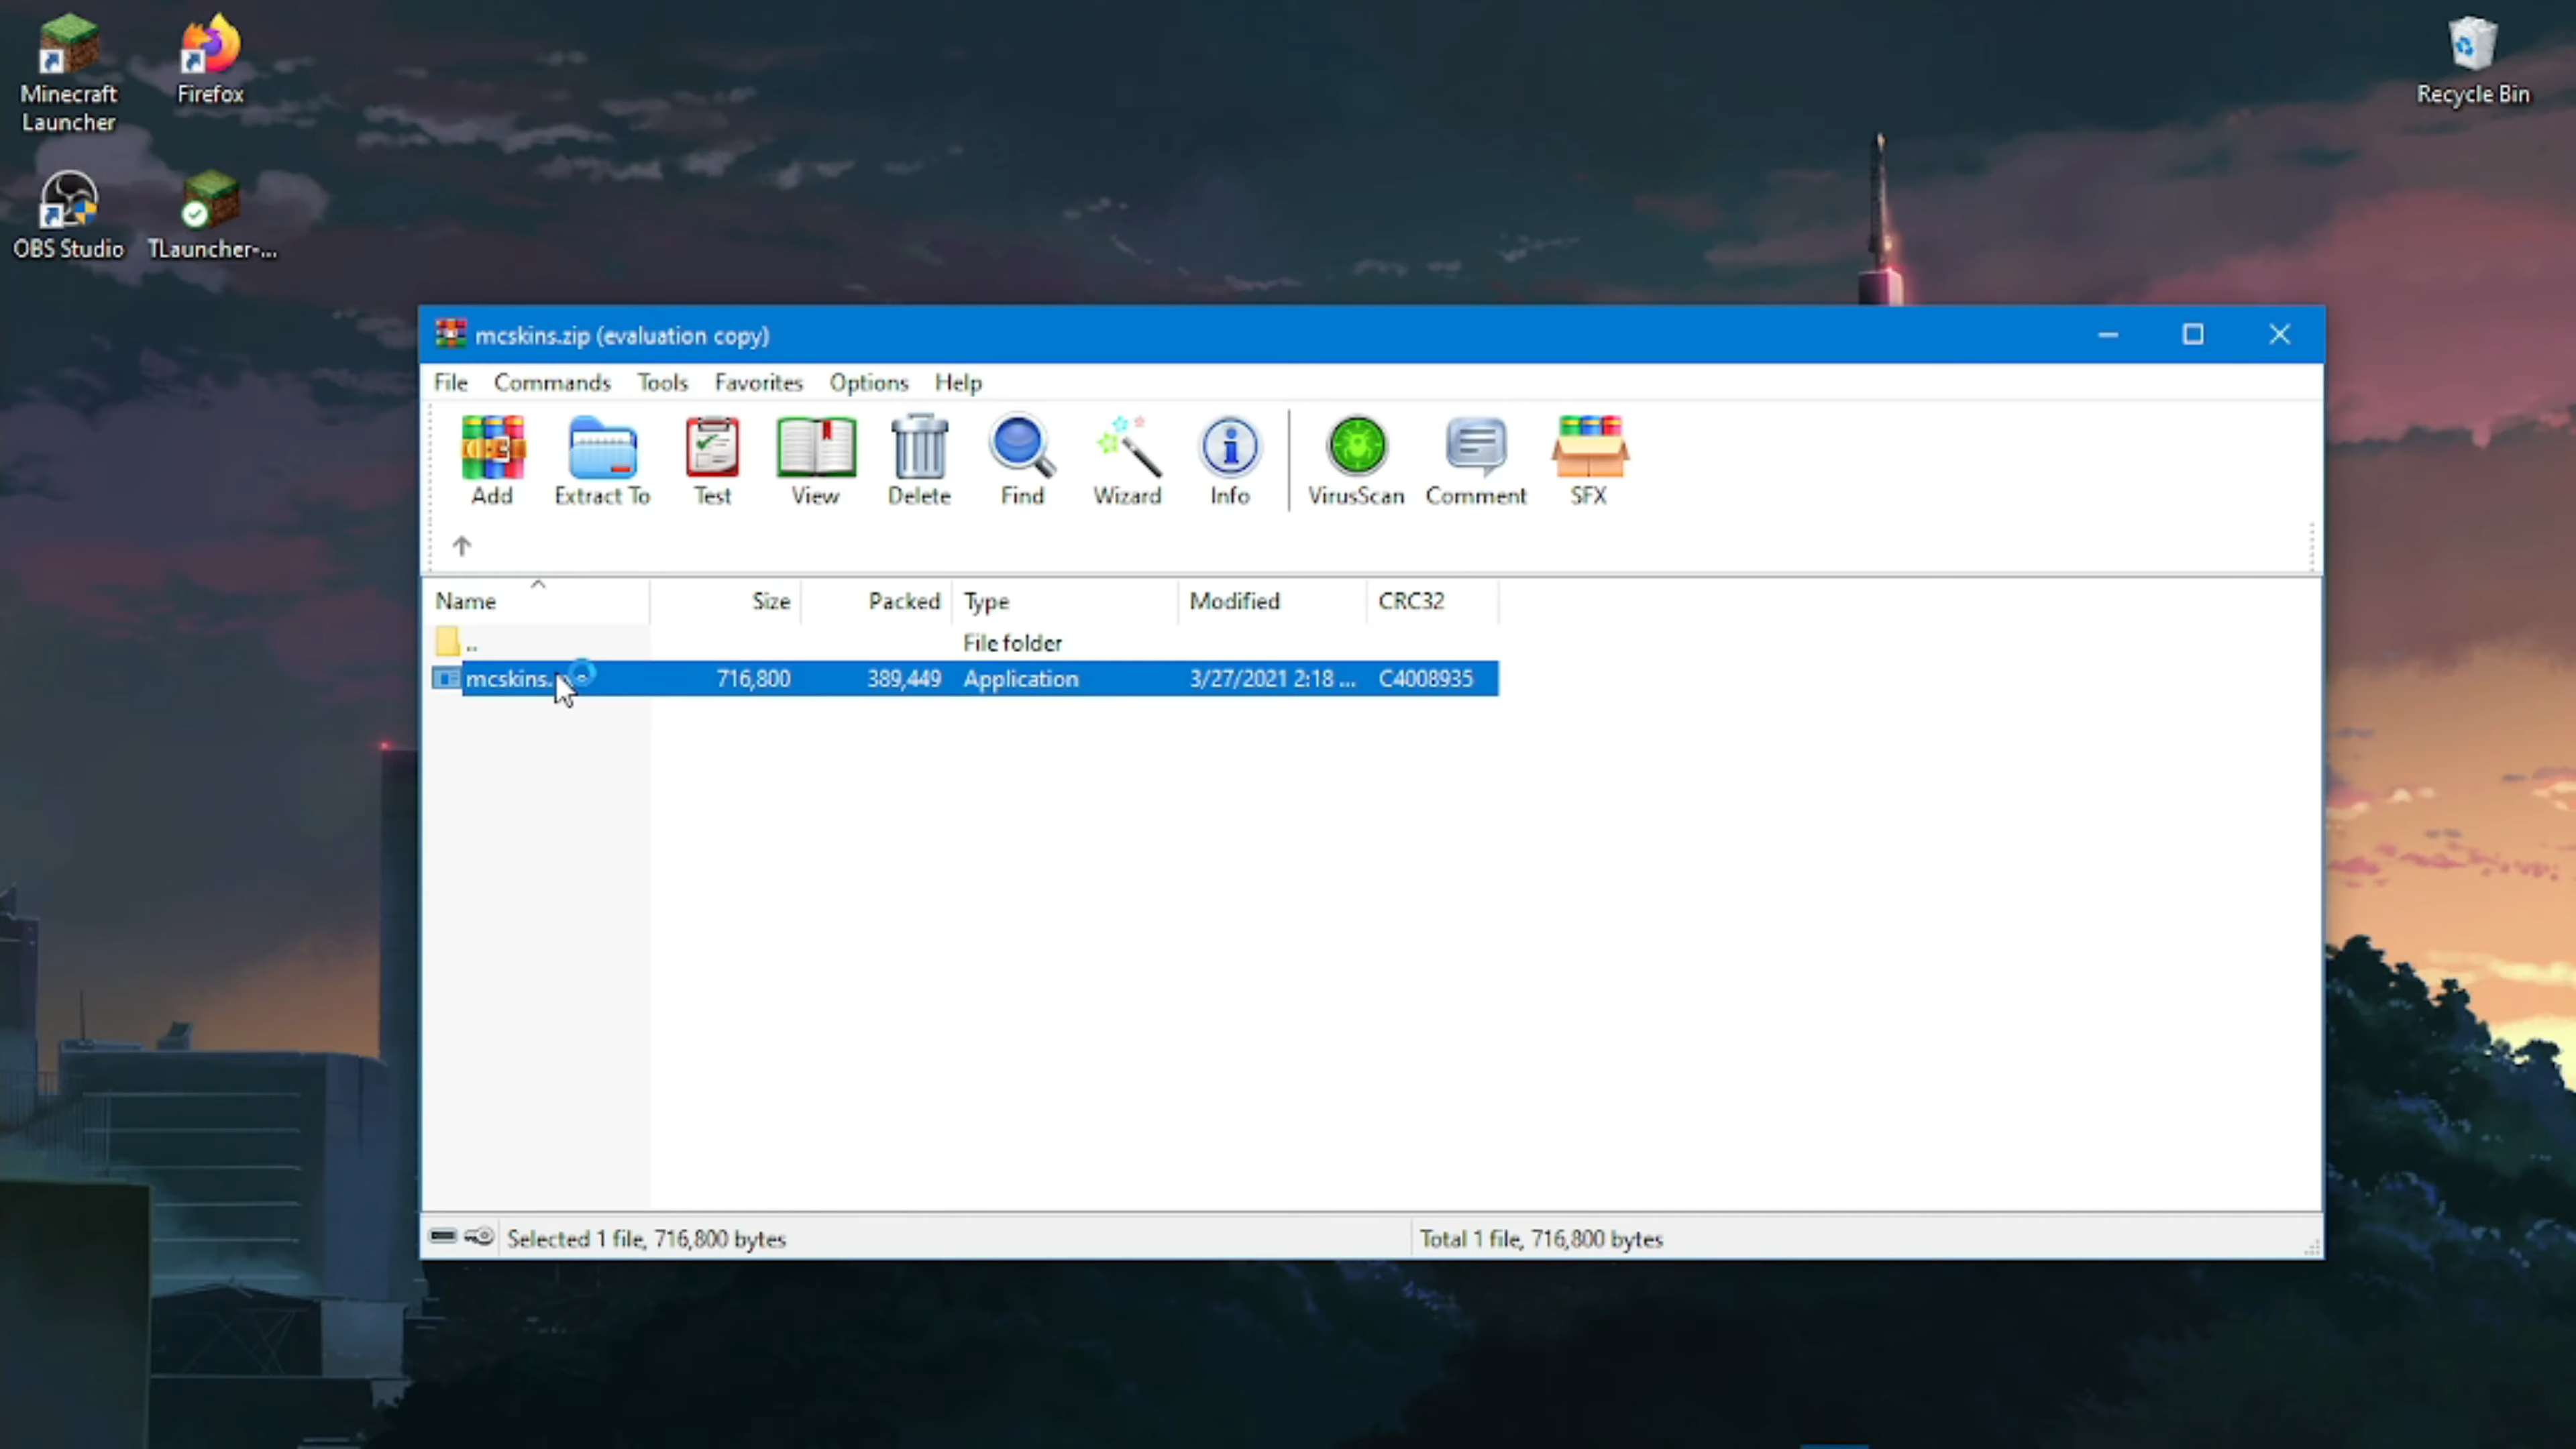 Minecraft
Launcher
Firefox
Recycle Bin
OBS Studio
TLauncher-...
mcskins.zip (evaluation copy)
File Commands Tools Favorites Options Help
Add Extract To Test View Delete Find Wizard Info VirusScan Comment SFX
Name Size Packed Type Modified CRC32
.. File folder
mcskins. 716,800 389,449 Application 3/27/2021 2:18 ... C4008935
Selected 1 file, 716,800 bytes
Total 1 file, 716,800 bytes